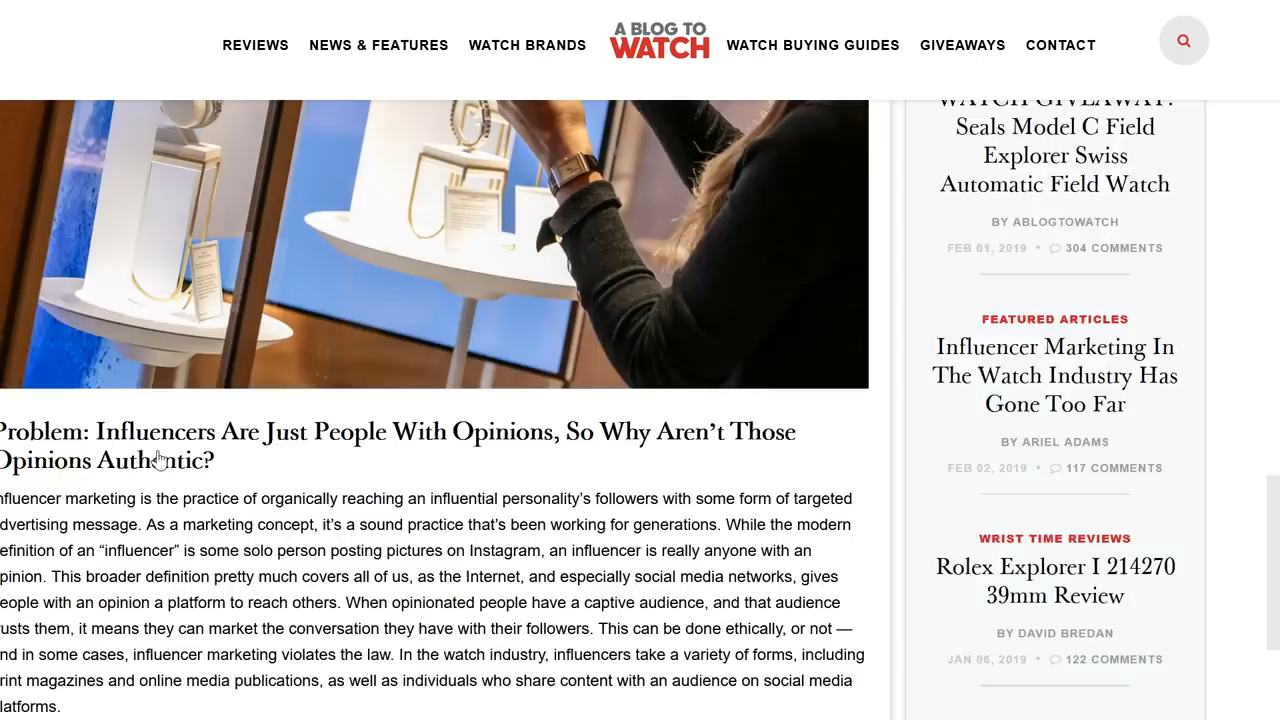 REVIEWS NEWS & FEATURES WATCH BRANDS A BLOG TO WATCH WATCH BUYING GUIDES GIVEAWAYS CONTACT
WATCH GIVEAWAY:
Seals Model C Field
Explorer Swiss
Automatic Field Watch
BY ABLOGTOWATCH
FEB 01, 2019 • 304 COMMENTS
FEATURED ARTICLES
Influencer Marketing In
The Watch Industry Has
Gone Too Far
BY ARIEL ADAMS
FEB 02, 2019 • 117 COMMENTS
WRIST TIME REVIEWS
Rolex Explorer I 214270
39mm Review
BY DAVID BREDAN
JAN 06, 2019 • 122 COMMENTS
Problem: Influencers Are Just People With Opinions, So Why Aren’t Those
Opinions Authentic?
nfluencer marketing is the practice of organically reaching an influential personality’s followers with some form of targeted
dvertising message. As a marketing concept, it’s a sound practice that’s been working for generations. While the modern
efinition of an “influencer” is some solo person posting pictures on Instagram, an influencer is really anyone with an
pinion. This broader definition pretty much covers all of us, as the Internet, and especially social media networks, gives
eople with an opinion a platform to reach others. When opinionated people have a captive audience, and that audience
usts them, it means they can market the conversation they have with their followers. This can be done ethically, or not —
nd in some cases, influencer marketing violates the law. In the watch industry, influencers take a variety of forms, including
rint magazines and online media publications, as well as individuals who share content with an audience on social media
latforms.